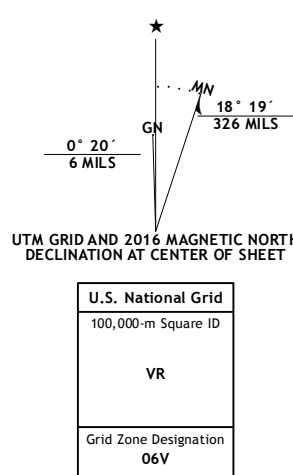 ★
MN
18° 19´
326 MILS
GN
0° 20´
6 MILS
UTM GRID AND 2016 MAGNETIC NORTH
DECLINATION AT CENTER OF SHEET
U.S. National Grid
100,000-m Square ID
VR
Grid Zone Designation
06V